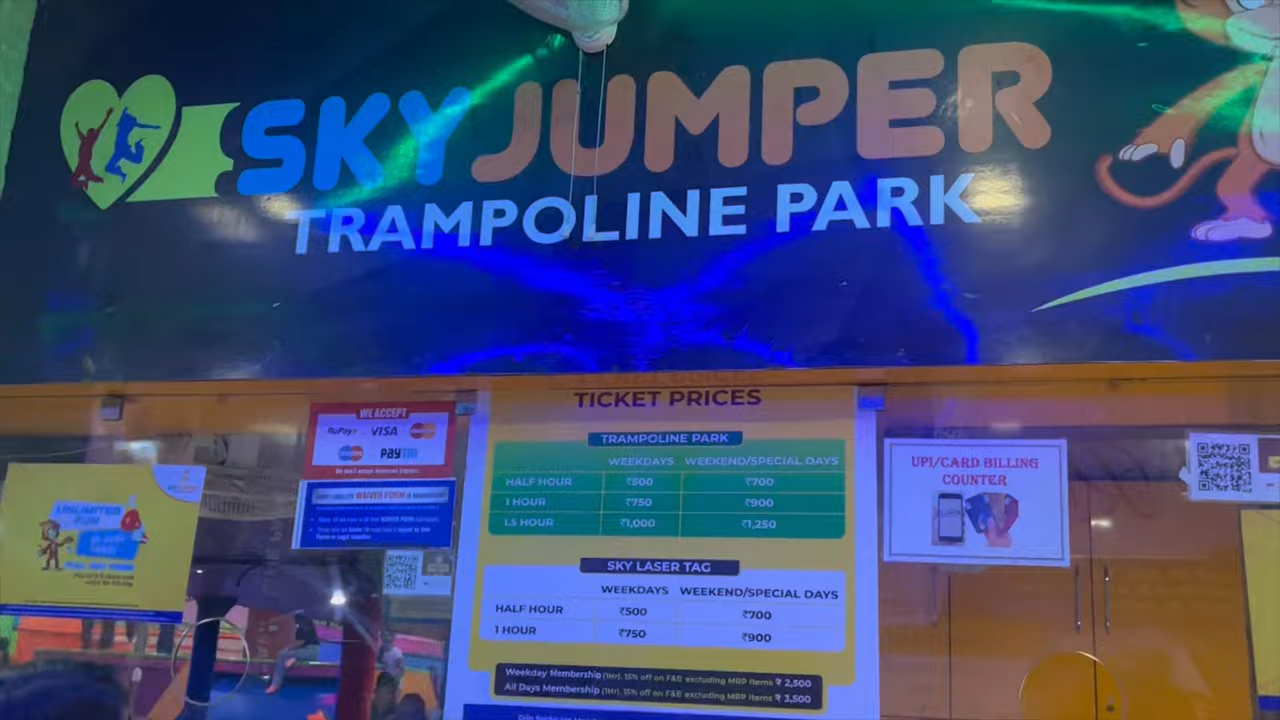 SKYJUMPER
TRAMPOLINE PARK
TICKET PRICES
TRAMPOLINE PARK
WEEKDAYS WEEKEND/SPECIAL DAYS
HALF HOUR ₹500 ₹700
1 HOUR ₹750 ₹900
1.5 HOUR ₹1,000 ₹1,250
SKY LASER TAG
WEEKDAYS WEEKEND/SPECIAL DAYS
HALF HOUR ₹500 ₹700
1 HOUR ₹750 ₹900
Weekday Membership (1Hr), 15% off on F&B excluding MRP Items ₹ 2,500
All Days Membership (1Hr), 15% off on F&B excluding MRP Items ₹ 3,500
WE ACCEPT
RuPay VISA
PAYTM
WAIVER FORM
UNLIMITED
FUN
UPI/CARD BILLING
COUNTER